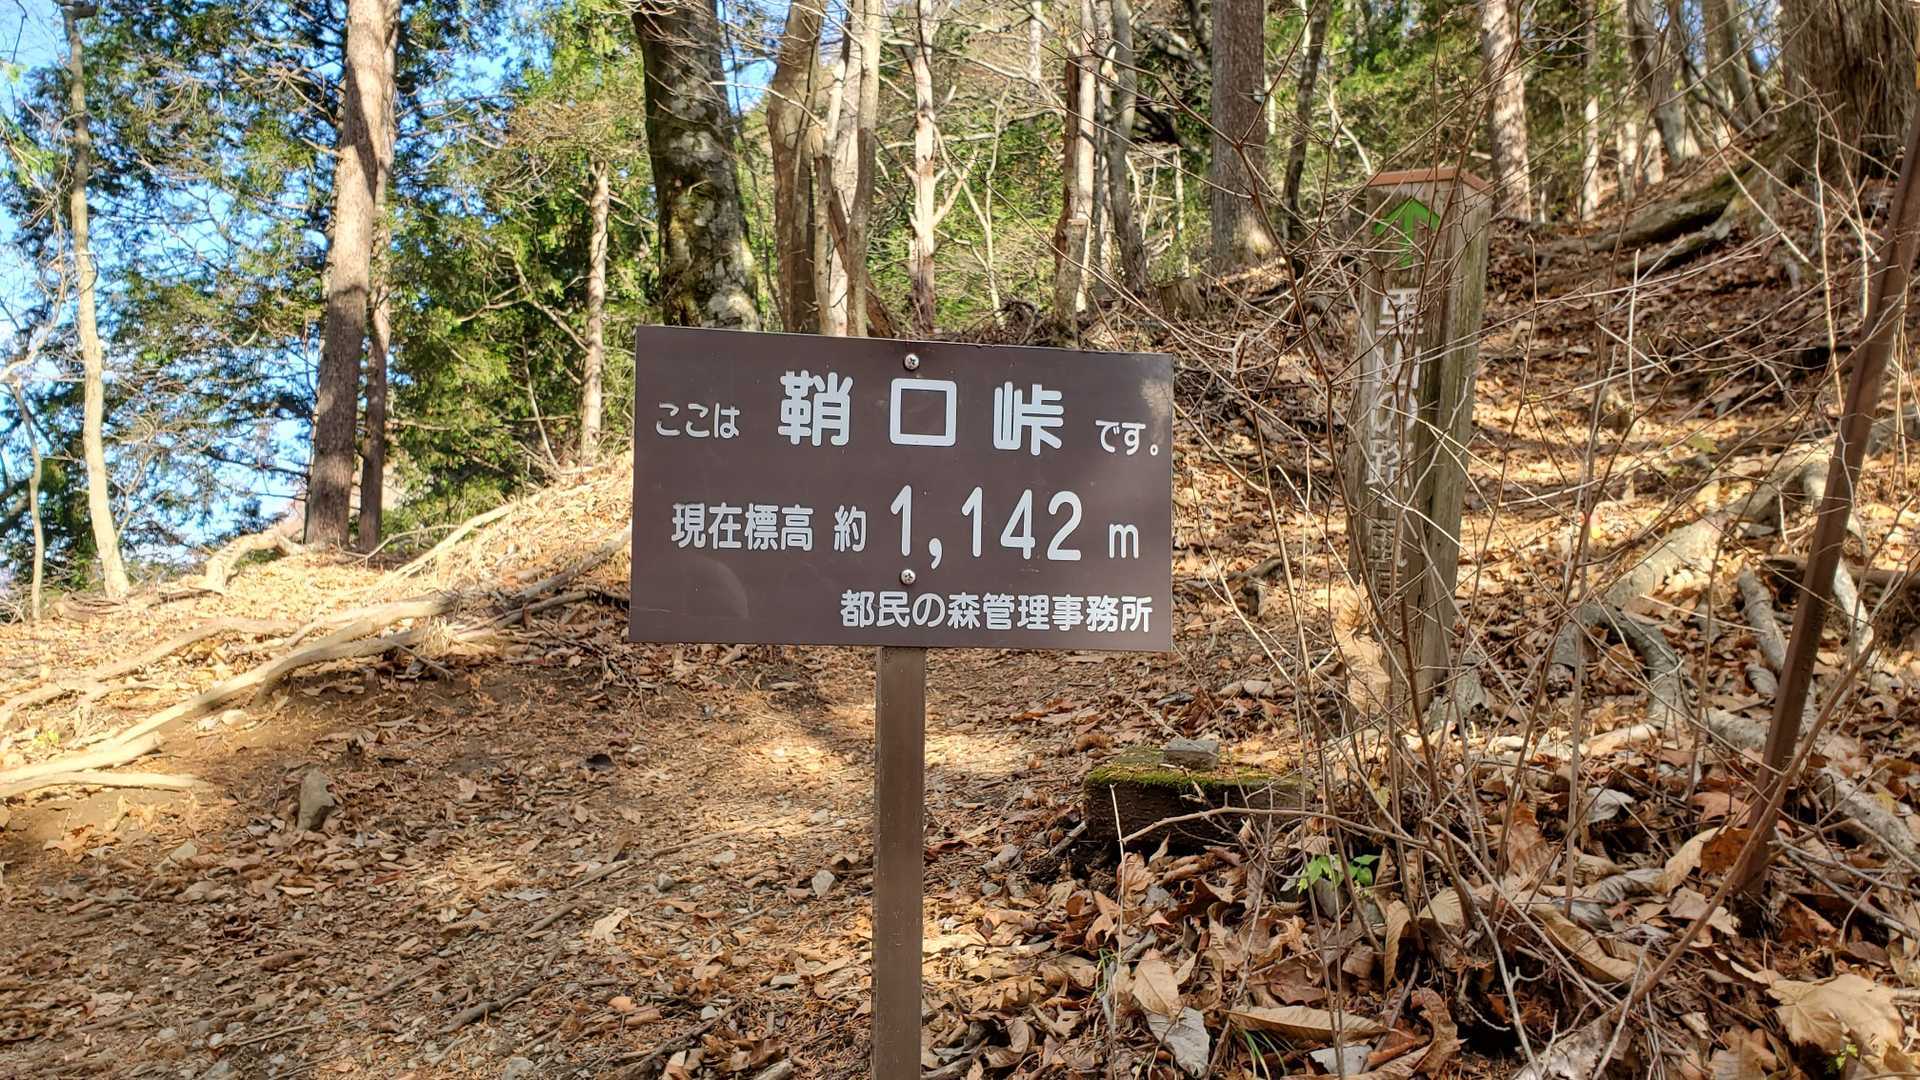 ここは 鞘口峠 です。
現在標高 約 1,142 m
都民の森管理事務所